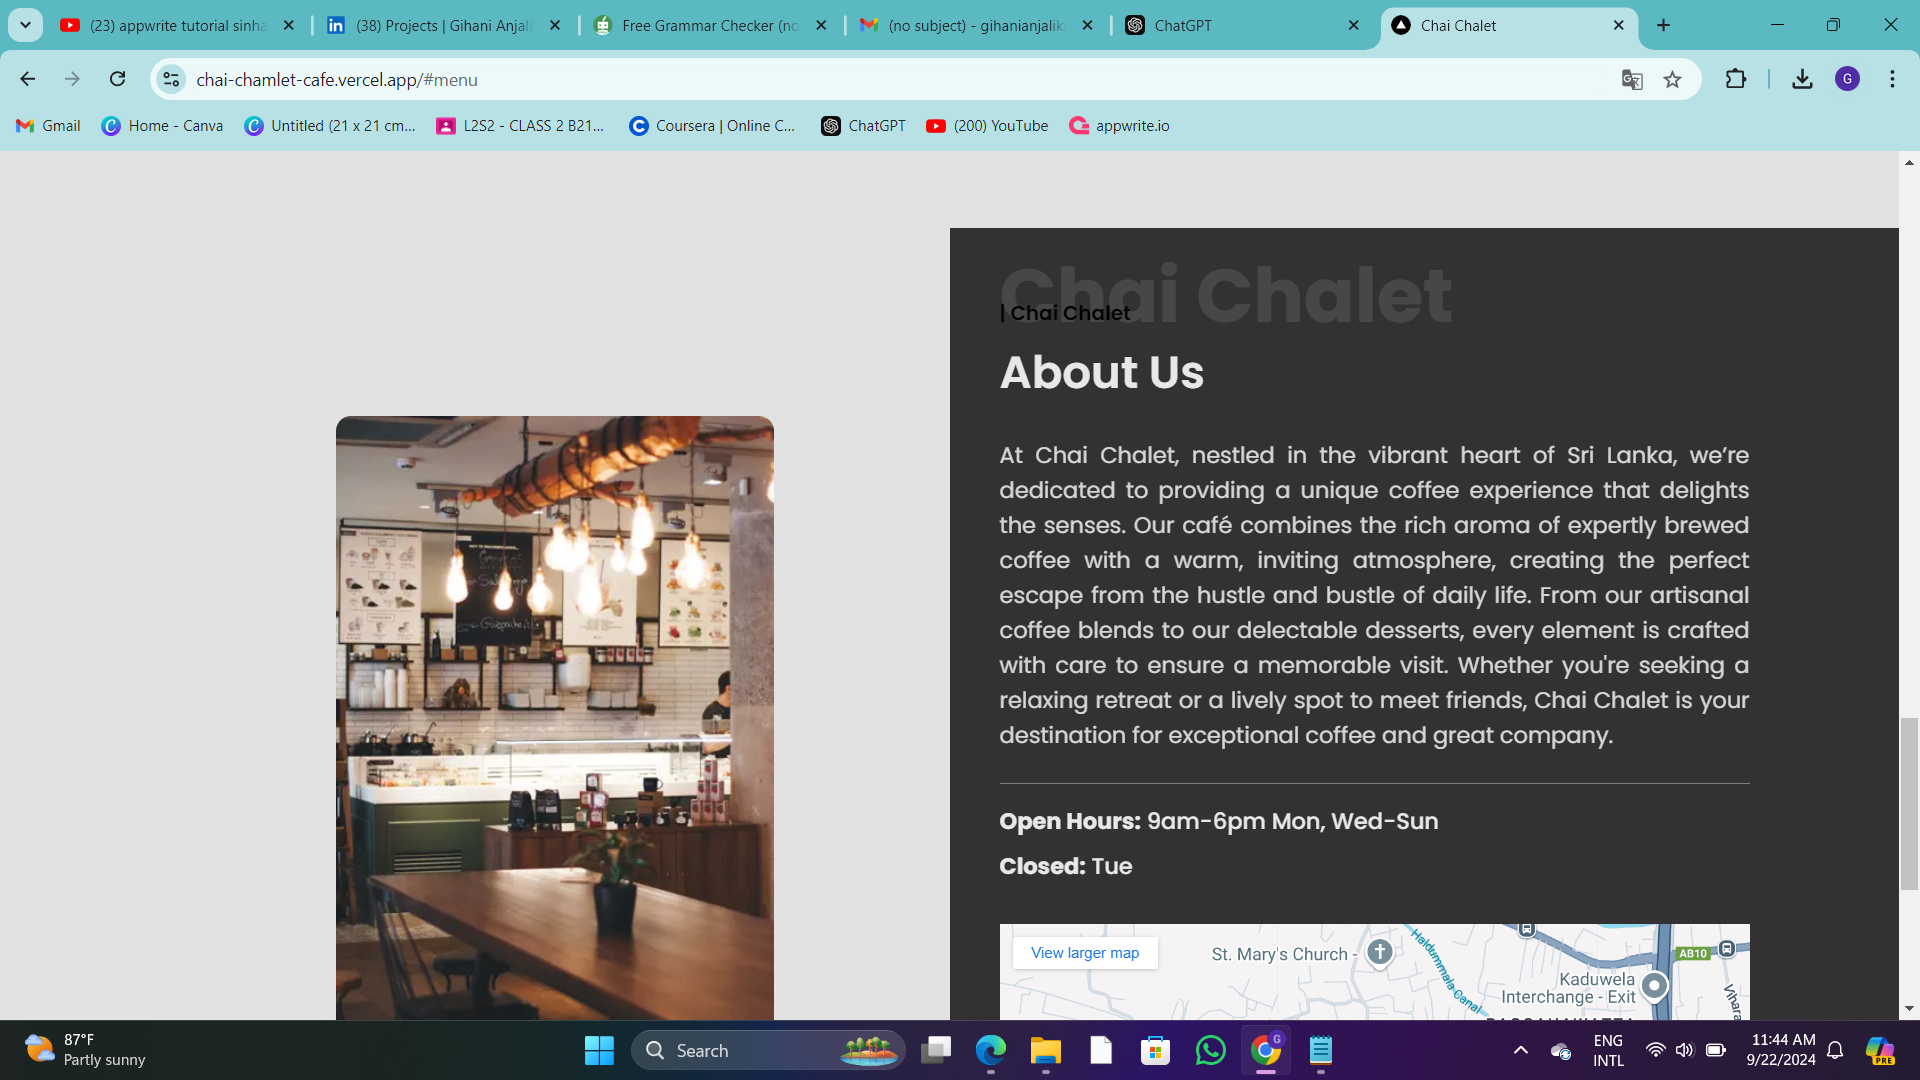 (23) appwrite tutorial sinha
(38) Projects | Gihani Anjali
Free Grammar Checker (no
(no subject) - gihanianjalik
ChatGPT
Chai Chalet
chai-chamlet-cafe.vercel.app/#menu
G
Gmail
Home - Canva
Untitled (21 x 21 cm...
L2S2 - CLASS 2 B21...
Coursera | Online C...
ChatGPT
(200) YouTube
appwrite.io
Chai Chalet
| Chai Chalet
About Us
At Chai Chalet, nestled in the vibrant heart of Sri Lanka, we’re
dedicated to providing a unique coffee experience that delights
the senses. Our café combines the rich aroma of expertly brewed
coffee with a warm, inviting atmosphere, creating the perfect
escape from the hustle and bustle of daily life. From our artisanal
coffee blends to our delectable desserts, every element is crafted
with care to ensure a memorable visit. Whether you're seeking a
relaxing retreat or a lively spot to meet friends, Chai Chalet is your
destination for exceptional coffee and great company.
Open Hours: 9am-6pm Mon, Wed-Sun
Closed: Tue
View larger map
St. Mary's Church -
Haldummala Canal
AB10
Kaduwela
Interchange - Exit
87°F
Partly sunny
Search
ENG
INTL
11:44 AM
9/22/2024
PRE